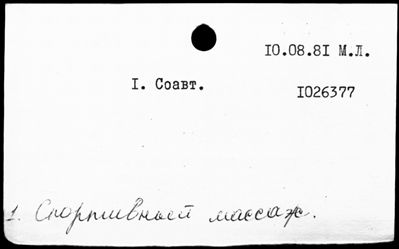 10.08.81 М.Л.
I. Соавт.
1026377
1. Спортивный массаж.